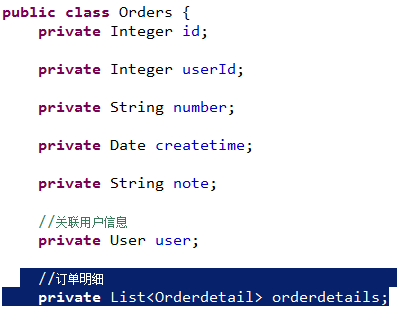 public class Orders {
private Integer id;
private Integer userId;
private String number;
private Date createtime;
private String note;
//关联用户信息
private User user;
//订单明细
private List<Orderdetail> orderdetails;